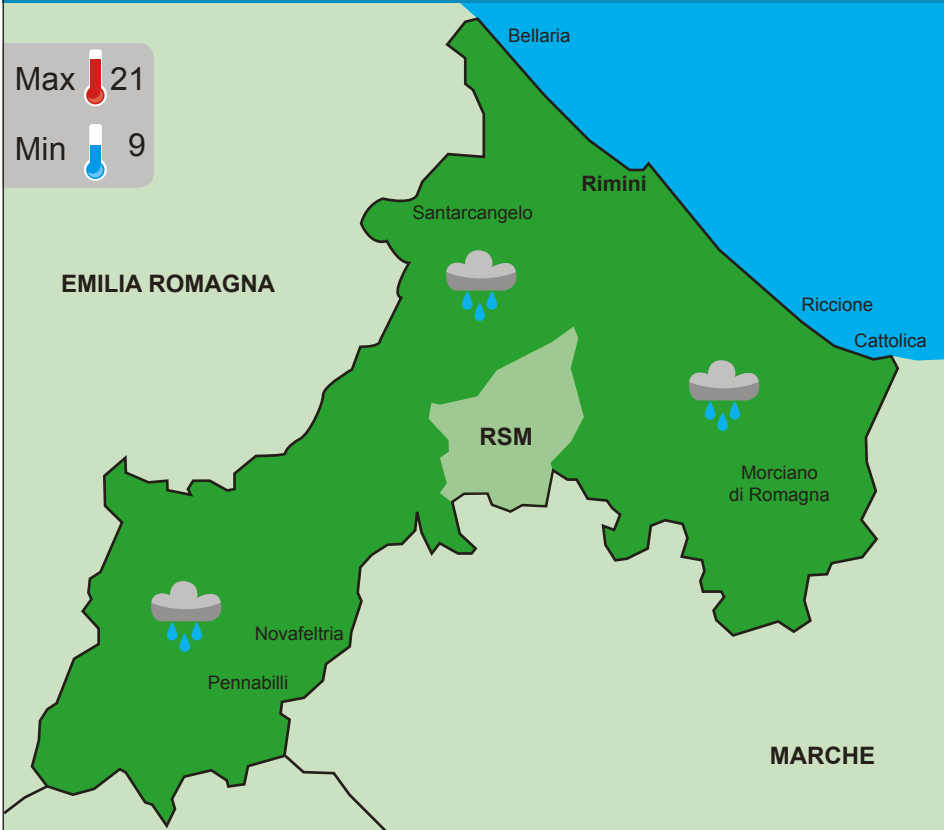 Bellaria
Max 21
Min 9
Rimini
Santarcangelo
EMILIA ROMAGNA
Riccione
Cattolica
RSM
Morciano
di Romagna
Novafeltria
Pennabilli
MARCHE